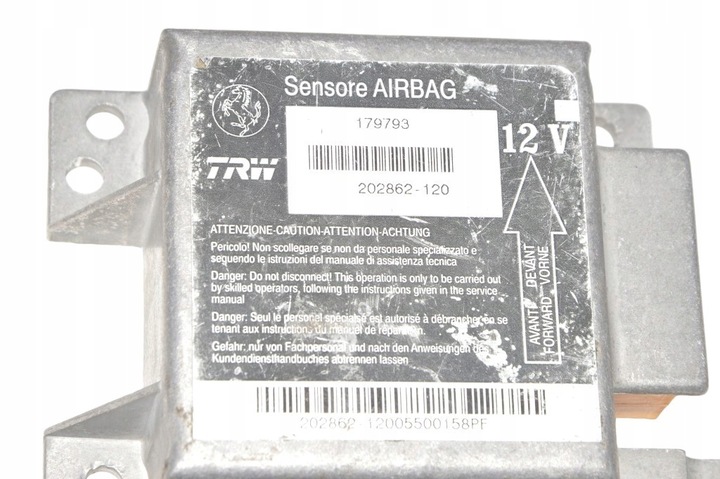 Sensore AIRBAG
179793
202862-120
TRW
12 V
ATTENZIONE-CAUTION-ATTENTION-ACHTUNG
Pericolo! Non scollegare se non da personale specializzato e
seguendo le istruzioni del manuale di assistenza tecnica
Danger: Do not disconnect! This operation is only to be carried out
by skilled operators, following the instructions given in the service
manual
Danger: Seul le personal spécialisé est autorisé à débrancher en se
tenant aux instruction du manuel de réparation.
Gefahr: nur von Fachpersonal und nach den Anweisungen des
Kundendiensthandbuches abtrennen lassen
AVANTI DEVANT
FORWARD VORNE
202862-12005500158PF